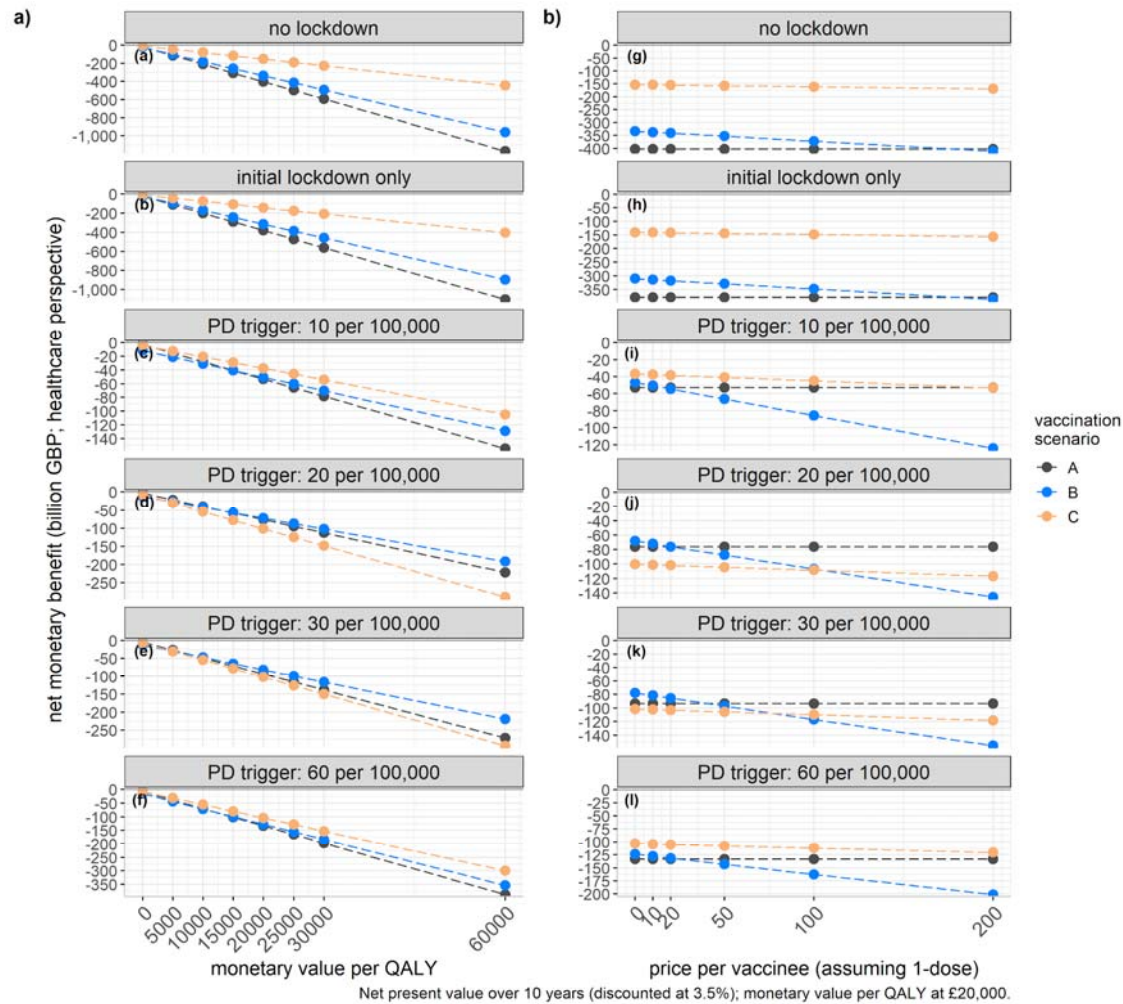 a)
no lockdown
(a)
0
-200
-400
-600
-800
-1,000
initial lockdown only
(b)
0
-200
-400
-600
-800
-1,000
PD trigger: 10 per 100,000
(c)
0
-20
-40
-60
-80
-100
-120
-140
PD trigger: 20 per 100,000
(d)
0
-50
-100
-150
-200
-250
PD trigger: 30 per 100,000
(e)
0
-50
-100
-150
-200
-250
PD trigger: 60 per 100,000
(f)
0
-50
-100
-150
-200
-250
-300
-350
0
5000
10000
15000
20000
25000
30000
60000
net monetary benefit (billion GBP; healthcare perspective)
monetary value per QALY
b)
no lockdown
(g)
0
-50
-100
-150
-200
-250
-300
-350
-400
initial lockdown only
(h)
0
-50
-100
-150
-200
-250
-300
-350
PD trigger: 10 per 100,000
(i)
0
-20
-40
-60
-80
-100
-120
PD trigger: 20 per 100,000
(j)
0
-20
-40
-60
-80
-100
-120
-140
PD trigger: 30 per 100,000
(k)
0
-20
-40
-60
-80
-100
-120
-140
PD trigger: 60 per 100,000
(l)
0
-25
-50
-75
-100
-125
-150
-175
-200
0
10
20
50
100
200
price per vaccinee (assuming 1-dose)
vaccination
scenario
A
B
C
Net present value over 10 years (discounted at 3.5%); monetary value per QALY at £20,000.